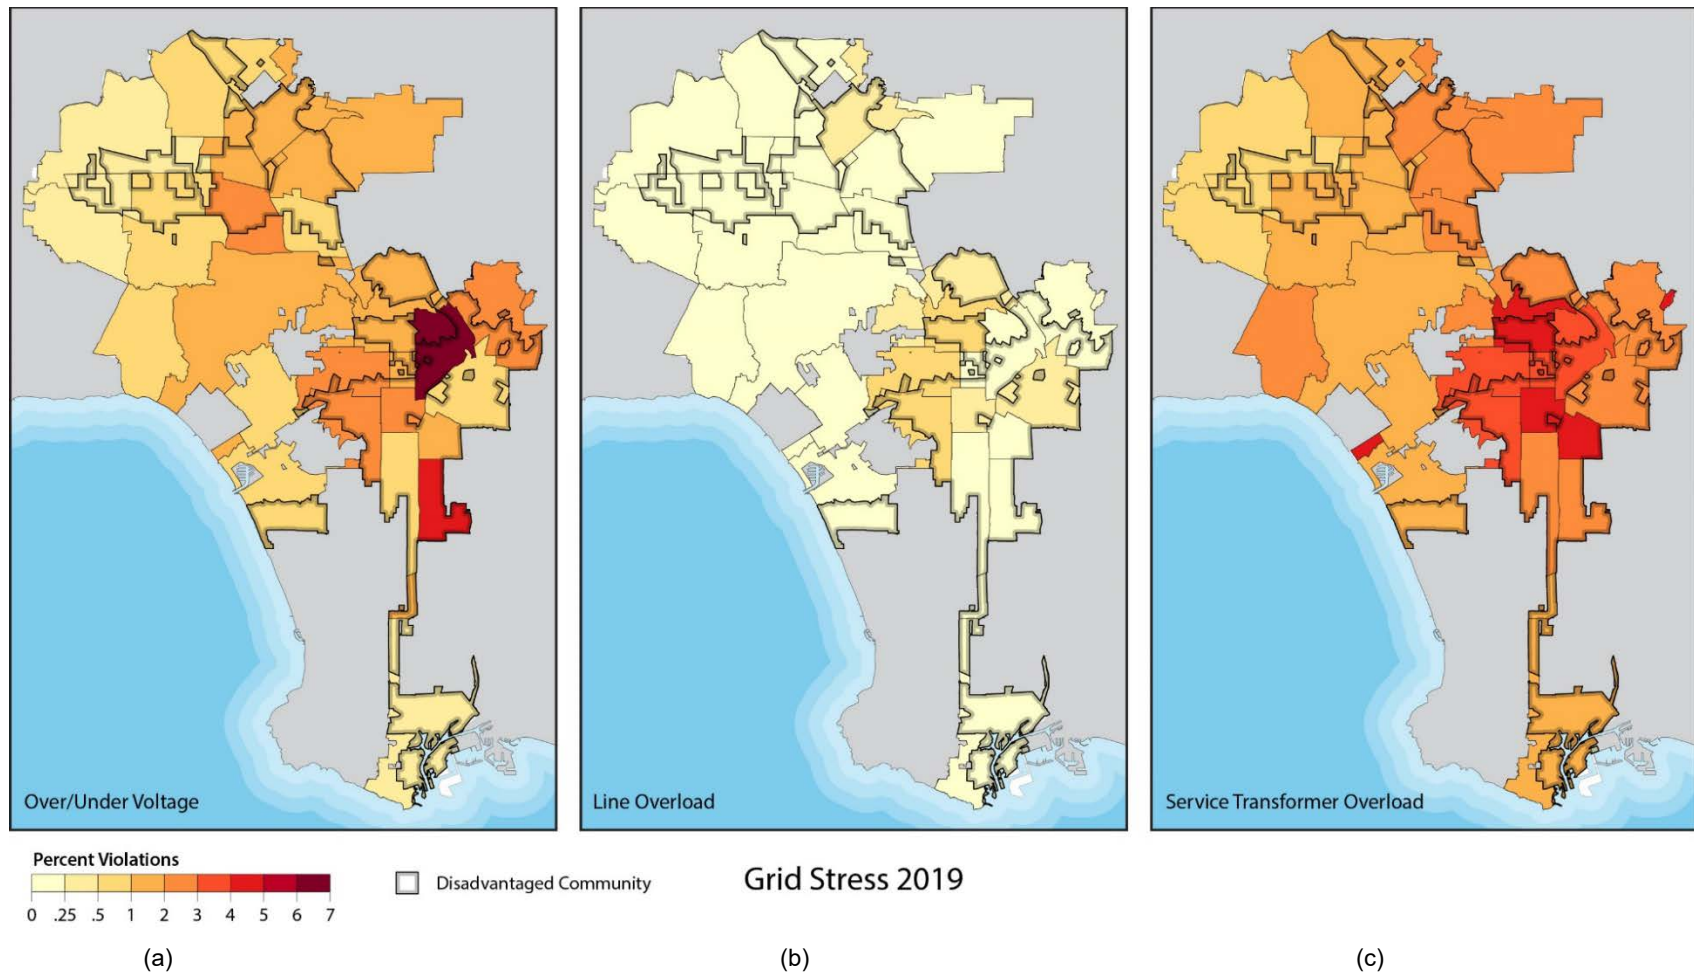 Over/Under Voltage
Line Overload
Service Transformer Overload
Percent Violations
0 .25 .5 1 2 3 4 5 6 7
Disadvantaged Community
Grid Stress 2019
(a) (b) (c)